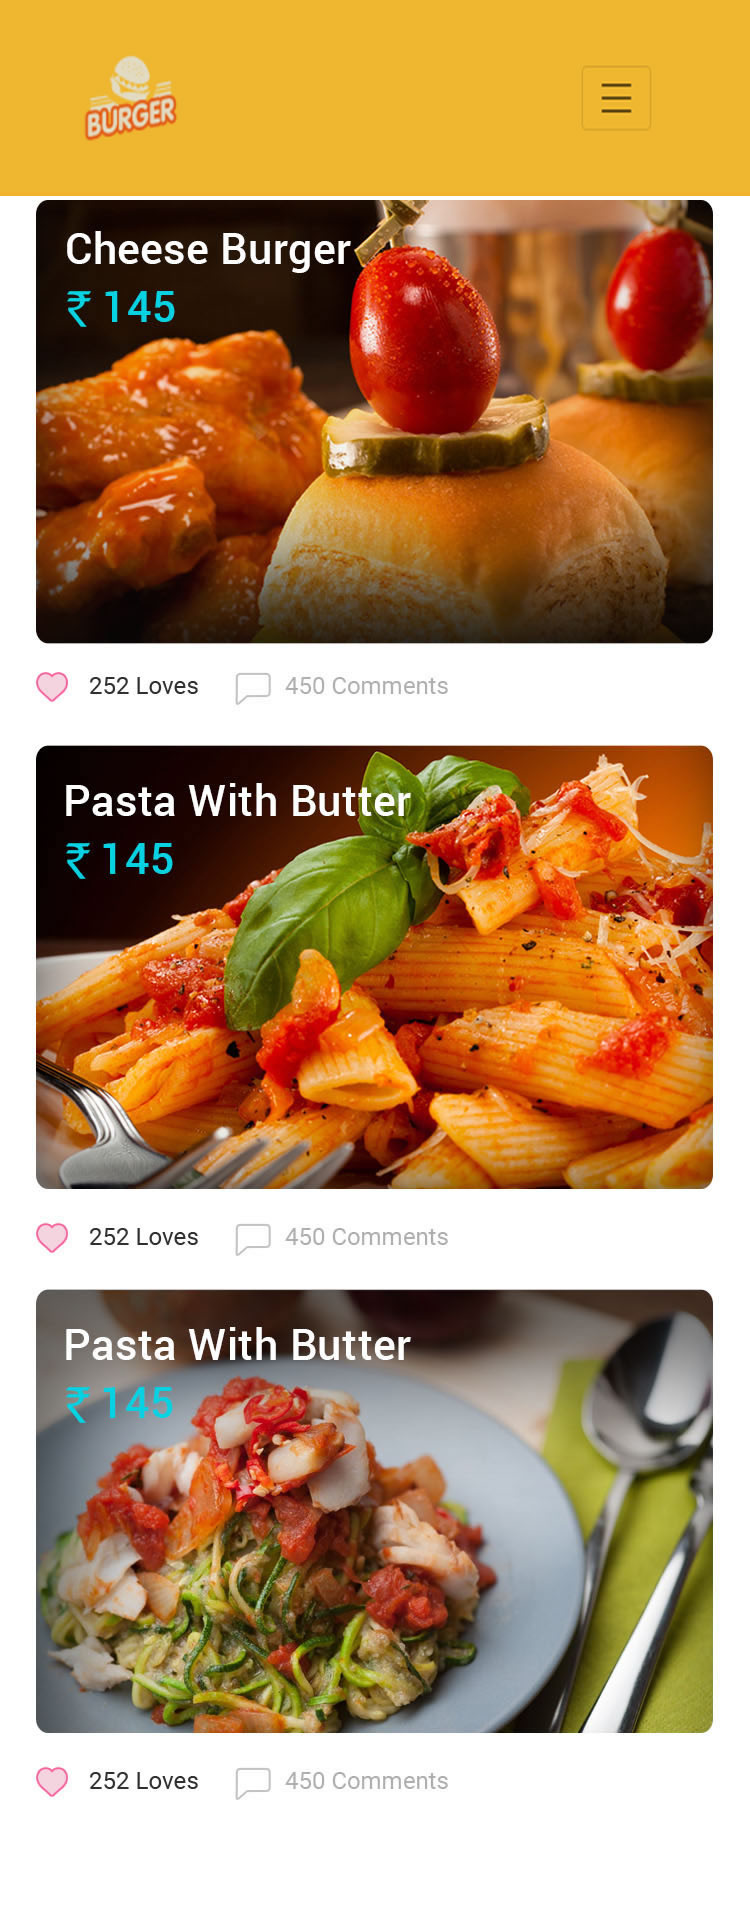 BURGER
Cheese Burger
₹ 145
252 Loves
450 Comments
Pasta With Butter
₹ 145
252 Loves
450 Comments
Pasta With Butter
₹ 145
252 Loves
450 Comments